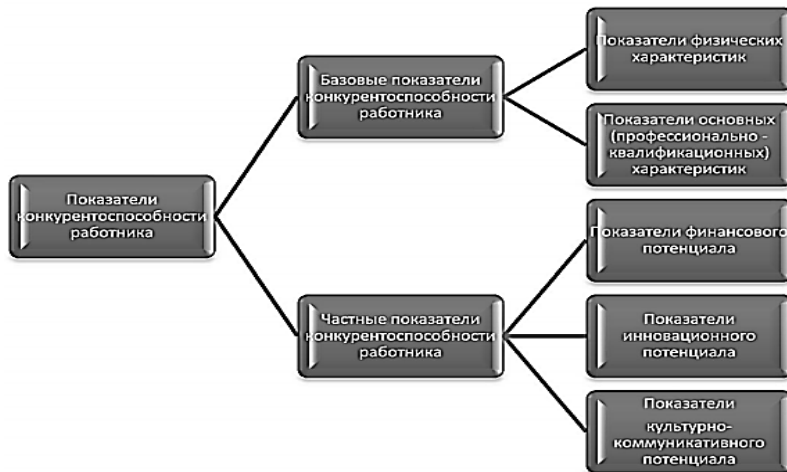 Показатели физических
характеристик
Базовые показатели
конкурентоспособности
работника
Показатели основных
(профессионально -
квалификационных)
характеристик
Показатели
конкурентоспособности
работника
Показатели финансового
потенциала
Частные показатели
конкурентоспособности
работника
Показатели
инновационного
потенциала
Показатели
культурно-
коммуникативного
потенциала